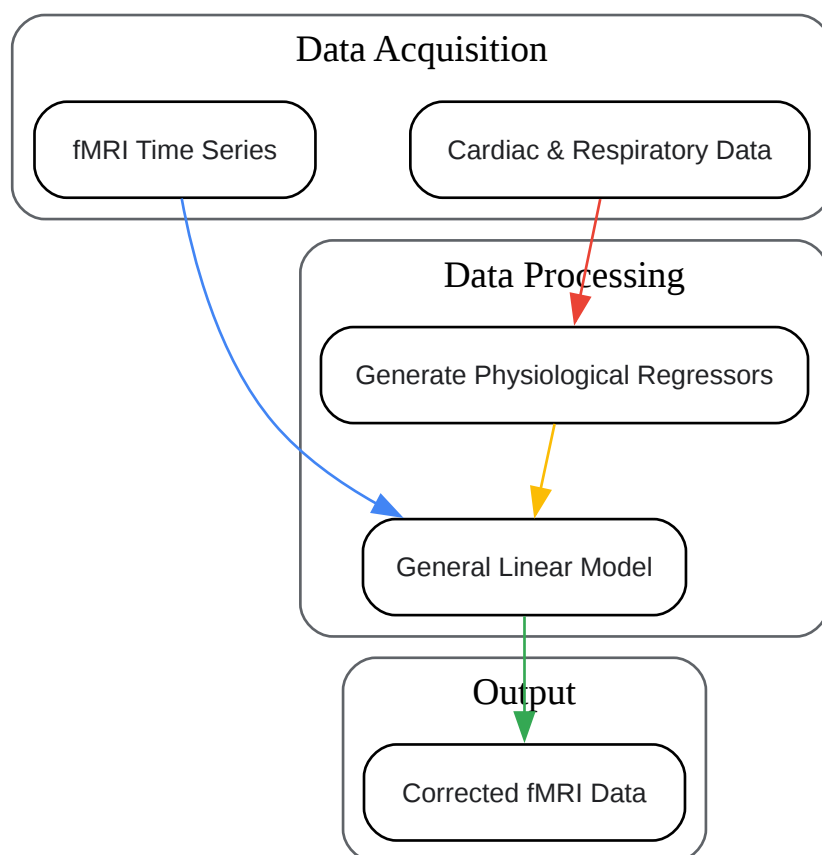 Data Acquisition
fMRI Time Series
Cardiac & Respiratory Data
Data Processing
Generate Physiological Regressors
General Linear Model
Output
Corrected fMRI Data